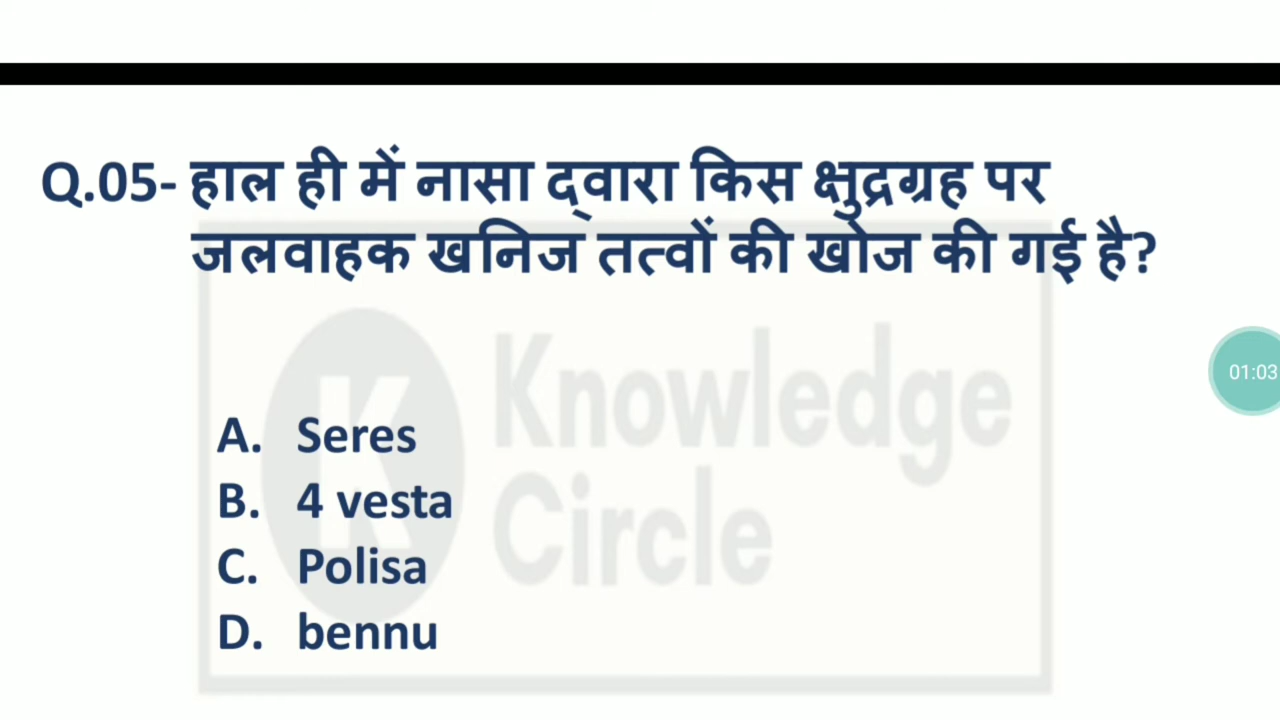 Q.05- हाल ही में नासा द्वारा किस क्षुद्रग्रह पर
जलवाहक खनिज तत्वों की खोज की गई है?
Knowledge
Circle
K
A. Seres
B. 4 vesta
C. Polisa
D. bennu
01:03